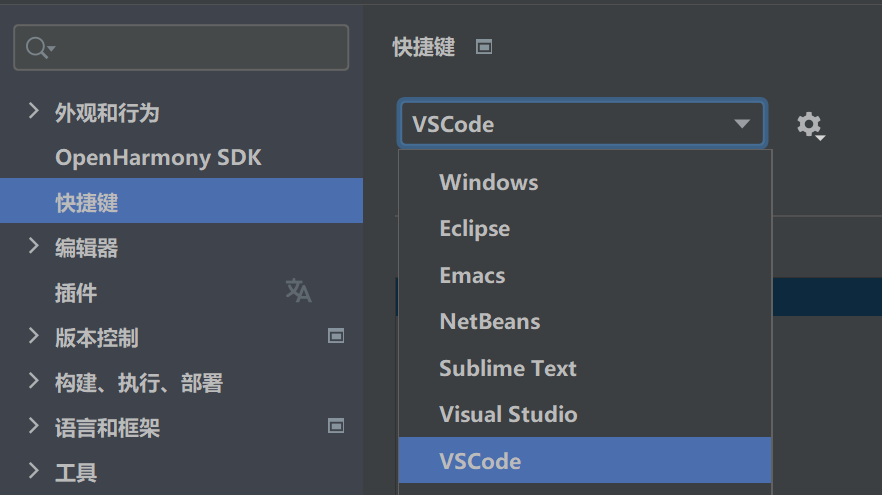 外观和行为
OpenHarmony SDK
快捷键
编辑器
插件
版本控制
构建、执行、部署
语言和框架
工具
快捷键
VSCode
Windows
Eclipse
Emacs
NetBeans
Sublime Text
Visual Studio
VSCode